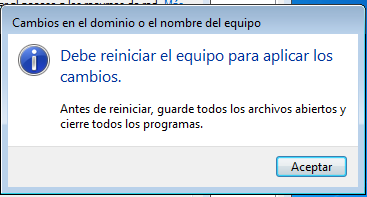 Cambios en el dominio o el nombre del equipo
Debe reiniciar el equipo para aplicar los
cambios.
Antes de reiniciar, guarde todos los archivos abiertos y
cierre todos los programas.
Aceptar